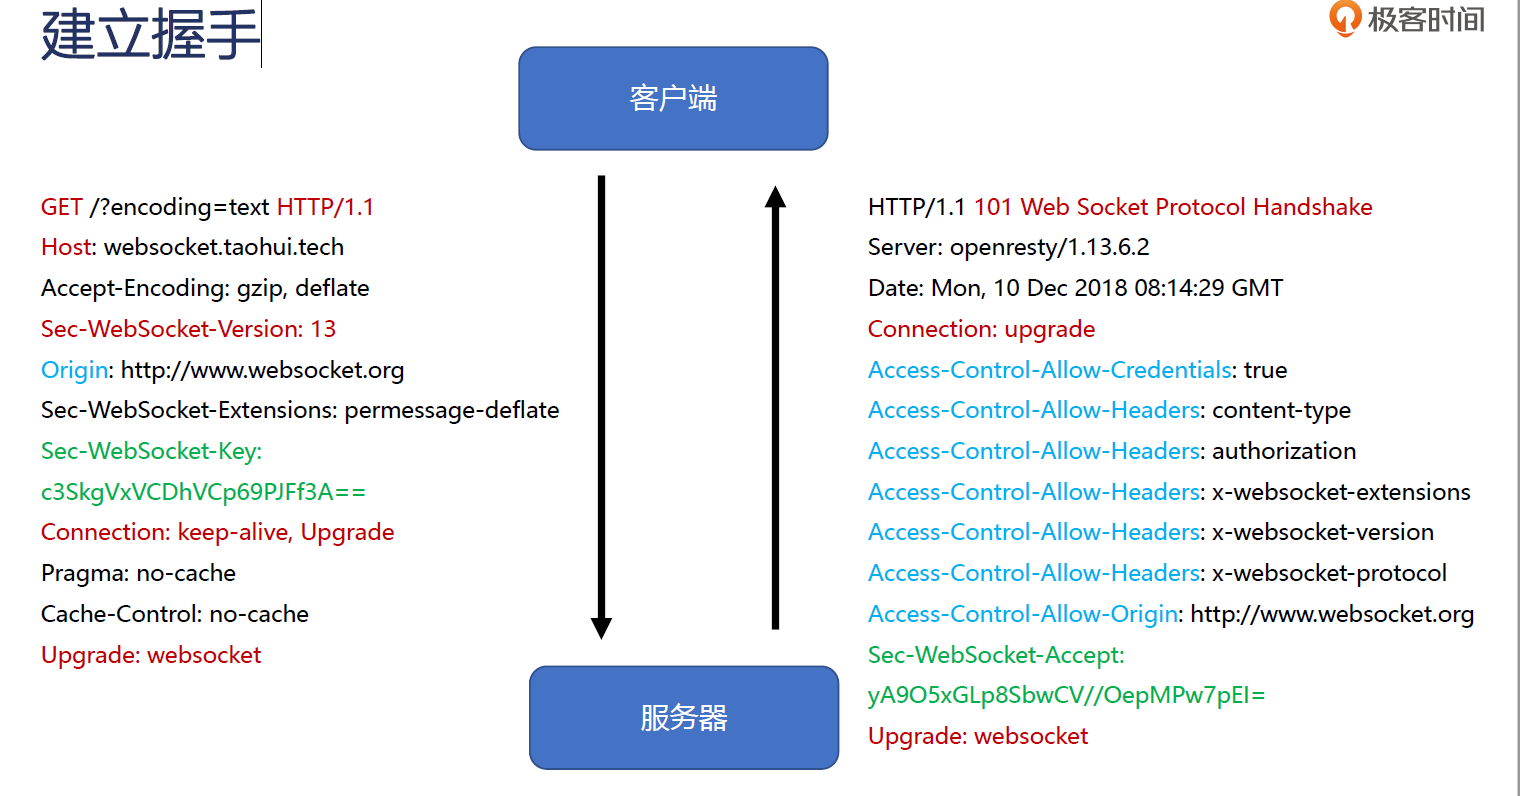 建立握手
极客时间
客户端
GET /?encoding=text HTTP/1.1
Host: websocket.taohui.tech
Accept-Encoding: gzip, deflate
Sec-WebSocket-Version: 13
Origin: http://www.websocket.org
Sec-WebSocket-Extensions: permessage-deflate
Sec-WebSocket-Key:
c3SkgVxVCDhVCp69PJFf3A==
Connection: keep-alive, Upgrade
Pragma: no-cache
Cache-Control: no-cache
Upgrade: websocket
HTTP/1.1 101 Web Socket Protocol Handshake
Server: openresty/1.13.6.2
Date: Mon, 10 Dec 2018 08:14:29 GMT
Connection: upgrade
Access-Control-Allow-Credentials: true
Access-Control-Allow-Headers: content-type
Access-Control-Allow-Headers: authorization
Access-Control-Allow-Headers: x-websocket-extensions
Access-Control-Allow-Headers: x-websocket-version
Access-Control-Allow-Headers: x-websocket-protocol
Access-Control-Allow-Origin: http://www.websocket.org
Sec-WebSocket-Accept:
yA9O5xGLp8SbwCV//OepMPw7pEI=
Upgrade: websocket
服务器